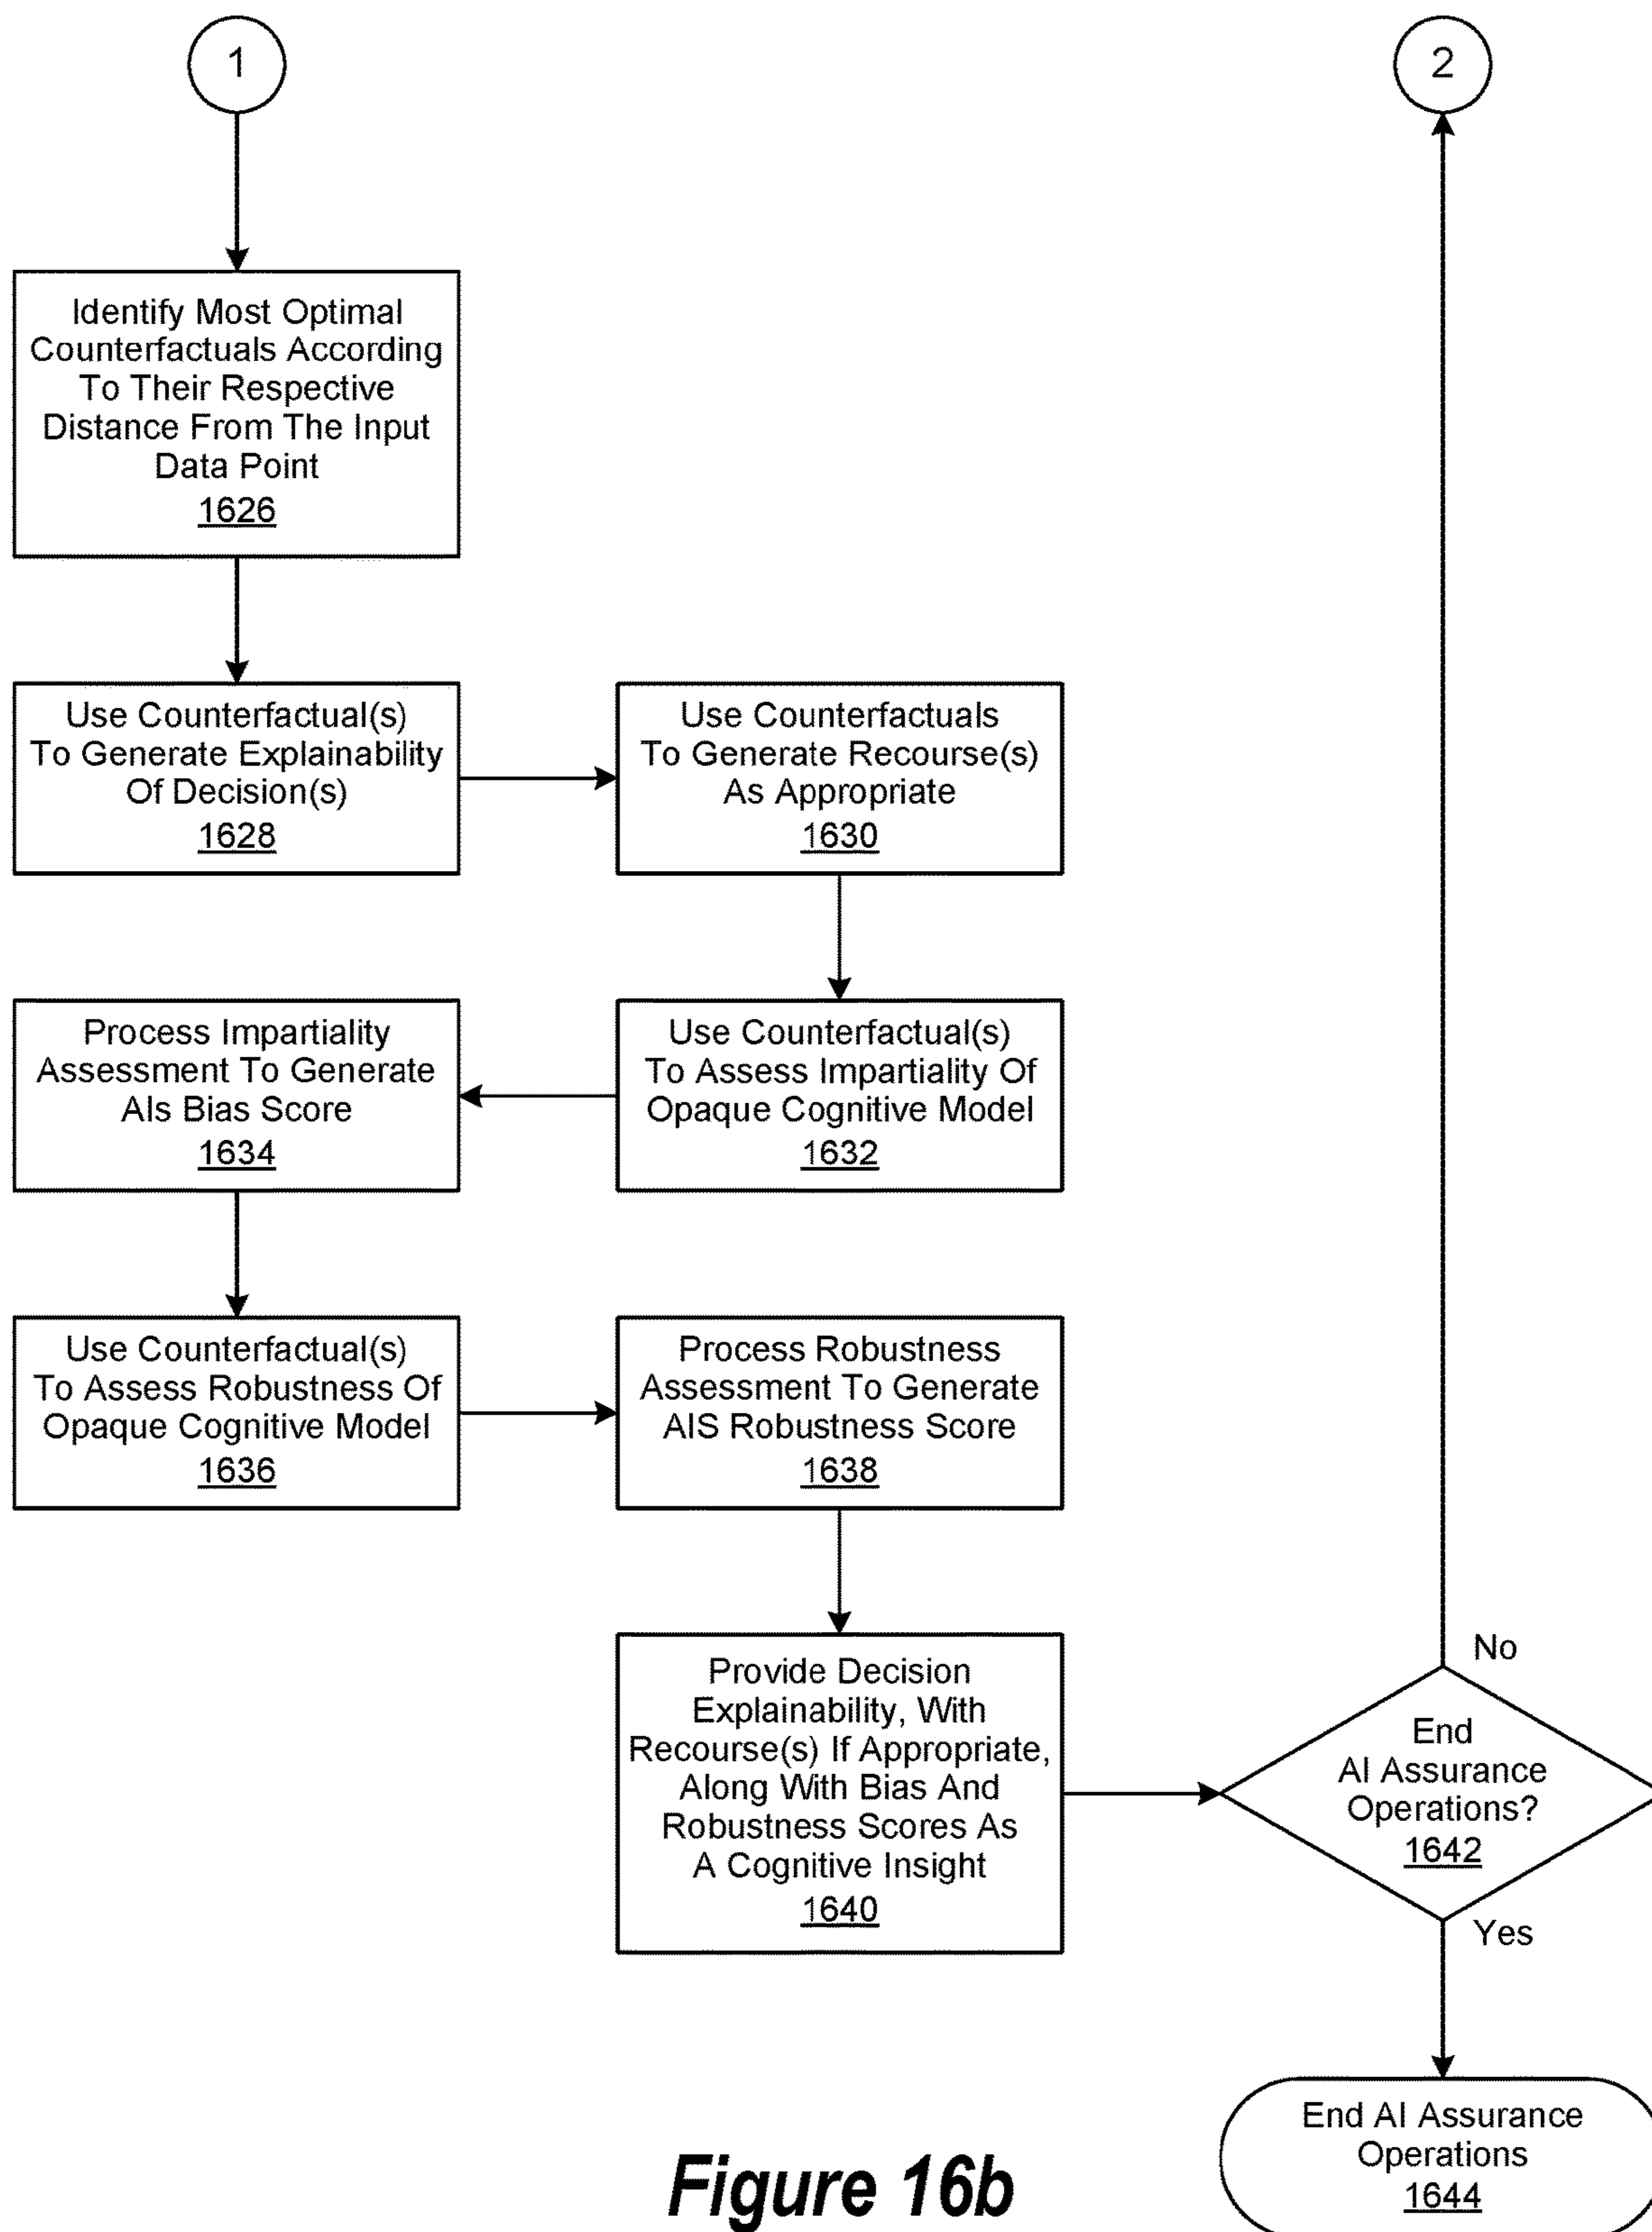 1
2
Identify Most Optimal
Counterfactuals According
To Their Respective
Distance From The Input
Data Point
1626
Use Counterfactual(s)
To Generate Explainability
Of Decision(s)
1628
Use Counterfactuals
To Generate Recourse(s)
As Appropriate
1630
Use Counterfactual(s)
To Assess Impartiality Of
Opaque Cognitive Model
1632
Process Impartiality
Assessment To Generate
AIs Bias Score
1634
Use Counterfactual(s)
To Assess Robustness Of
Opaque Cognitive Model
1636
Process Robustness
Assessment To Generate
AIS Robustness Score
1638
Provide Decision
Explainability, With
Recourse(s) If Appropriate,
Along With Bias And
Robustness Scores As
A Cognitive Insight
1640
No
End
AI Assurance
Operations?
1642
Yes
End AI Assurance
Operations
1644
Figure 16b